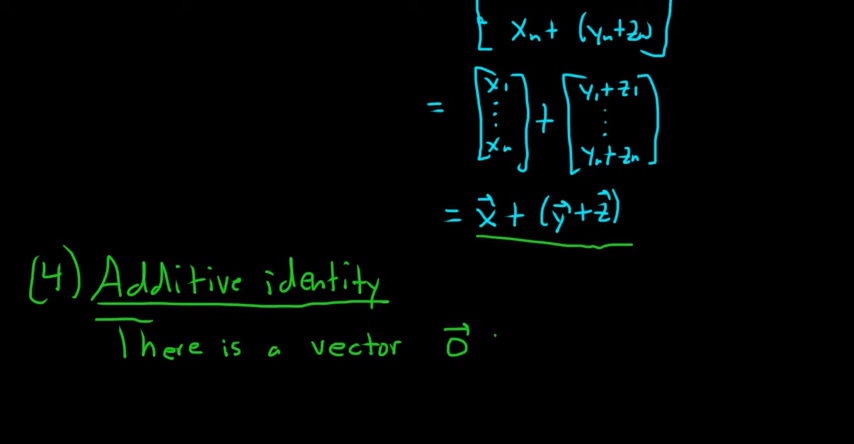 xₙ + (yₙ+zₙ)
= [x₁ ⋮ xₙ] + [y₁+z₁ ⋮ yₙ+zₙ]
= x⃗ + (y⃗+z⃗)
(4) Additive identity
There is a vector 0⃗